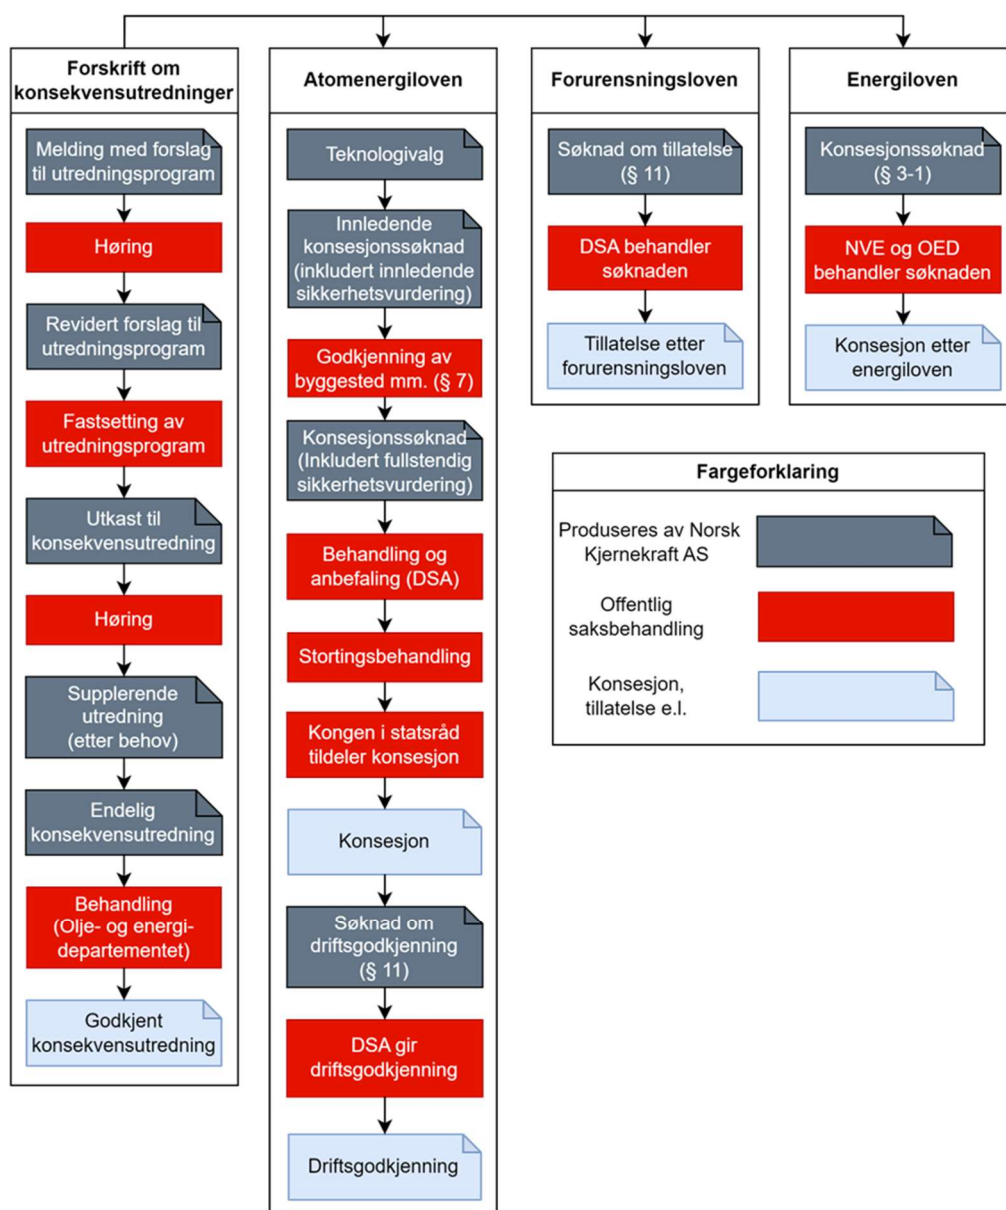 Forskrift om
konsekvensutredninger
Melding med forslag
til utredningsprogram
Høring
Revidert forslag til
utredningsprogram
Fastsetting av
utredningsprogram
Utkast til
konsekvensutredning
Høring
Supplerende
utredning
(etter behov)
Endelig
konsekvensutredning
Behandling
(Olje- og energi-
departementet)
Godkjent
konsekvensutredning
Atomenergiloven
Teknologivalg
Innledende
konsesjonssøknad
(inkludert innledende
sikkerhetsvurdering)
Godkjenning av
byggested mm. (§ 7)
Konsesjonssøknad
(Inkludert fullstendig
sikkerhetsvurdering)
Behandling og
anbefaling (DSA)
Stortingsbehandling
Kongen i statsråd
tildeler konsesjon
Konsesjon
Søknad om
driftsgodkjenning
(§ 11)
DSA gir
driftsgodkjenning
Driftsgodkjenning
Forurensningsloven
Søknad om tillatelse
(§ 11)
DSA behandler
søknaden
Tillatelse etter
forurensningsloven
Energiloven
Konsesjonssøknad
(§ 3-1)
NVE og OED
behandler søknaden
Konsesjon etter
energiloven
Fargeforklaring
Produseres av Norsk
Kjernekraft AS
Offentlig
saksbehandling
Konsesjon,
tillatelse e.l.